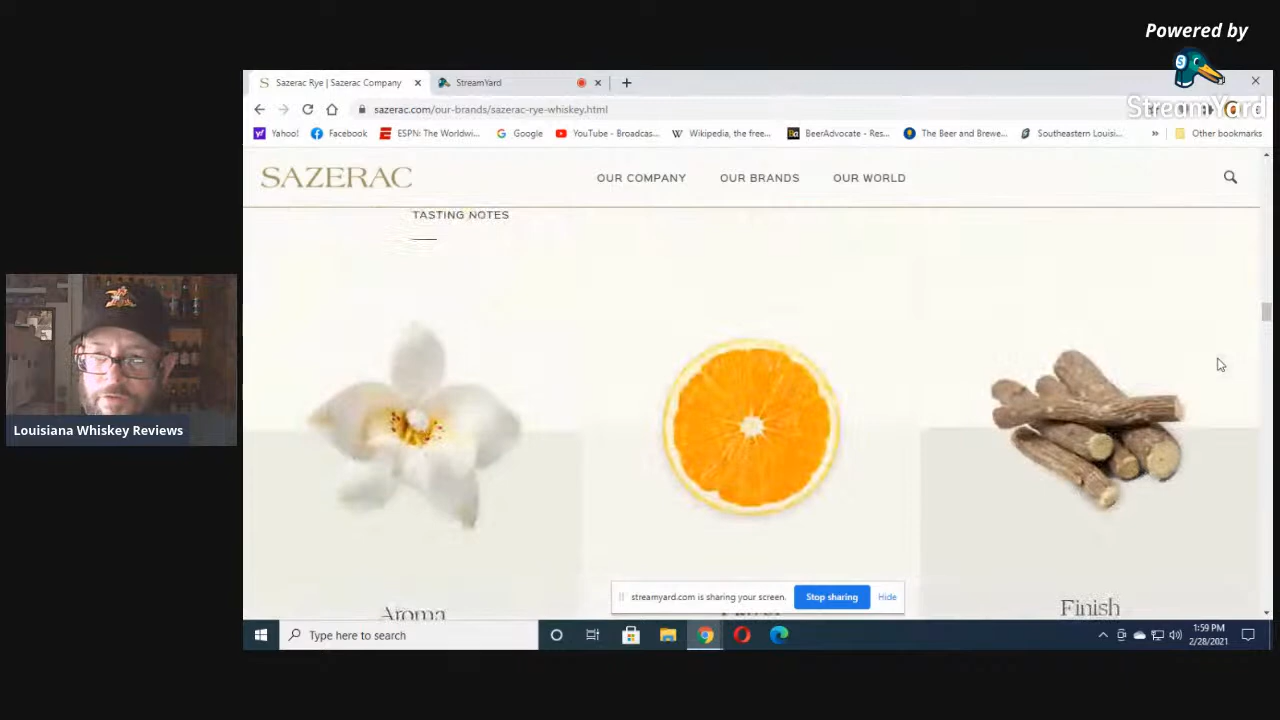 Powered by
StreamYard
Sazerac Rye | Sazerac Company
StreamYard
sazerac.com/our-brands/sazerac-rye-whiskey.html
Yahoo!
Facebook
ESPN: The Worldwi...
Google
YouTube - Broadcas...
Wikipedia, the free...
BeerAdvocate - Res...
The Beer and Brewe...
Southeastern Louisi...
Other bookmarks
SAZERAC
OUR COMPANY
OUR BRANDS
OUR WORLD
TASTING NOTES
Louisiana Whiskey Reviews
Aroma
Finish
streamyard.com is sharing your screen.
Stop sharing
Hide
Type here to search
1:59 PM
2/28/2021